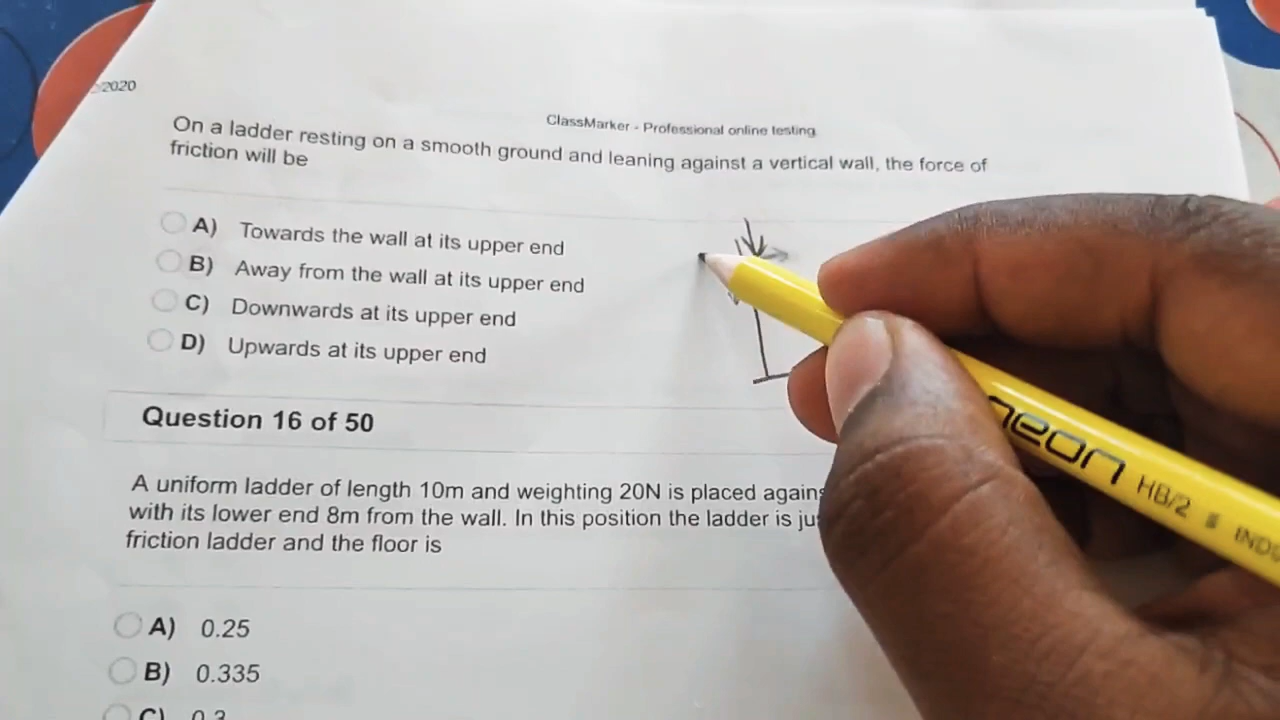 2020
ClassMarker - Professional online testing
On a ladder resting on a smooth ground and leaning against a vertical wall, the force of
friction will be
A) Towards the wall at its upper end
B) Away from the wall at its upper end
C) Downwards at its upper end
D) Upwards at its upper end
Question 16 of 50
A uniform ladder of length 10m and weighting 20N is placed agains
with its lower end 8m from the wall. In this position the ladder is ju
friction ladder and the floor is
A) 0.25
B) 0.335
C) 0.3
neon HB/2 INDO